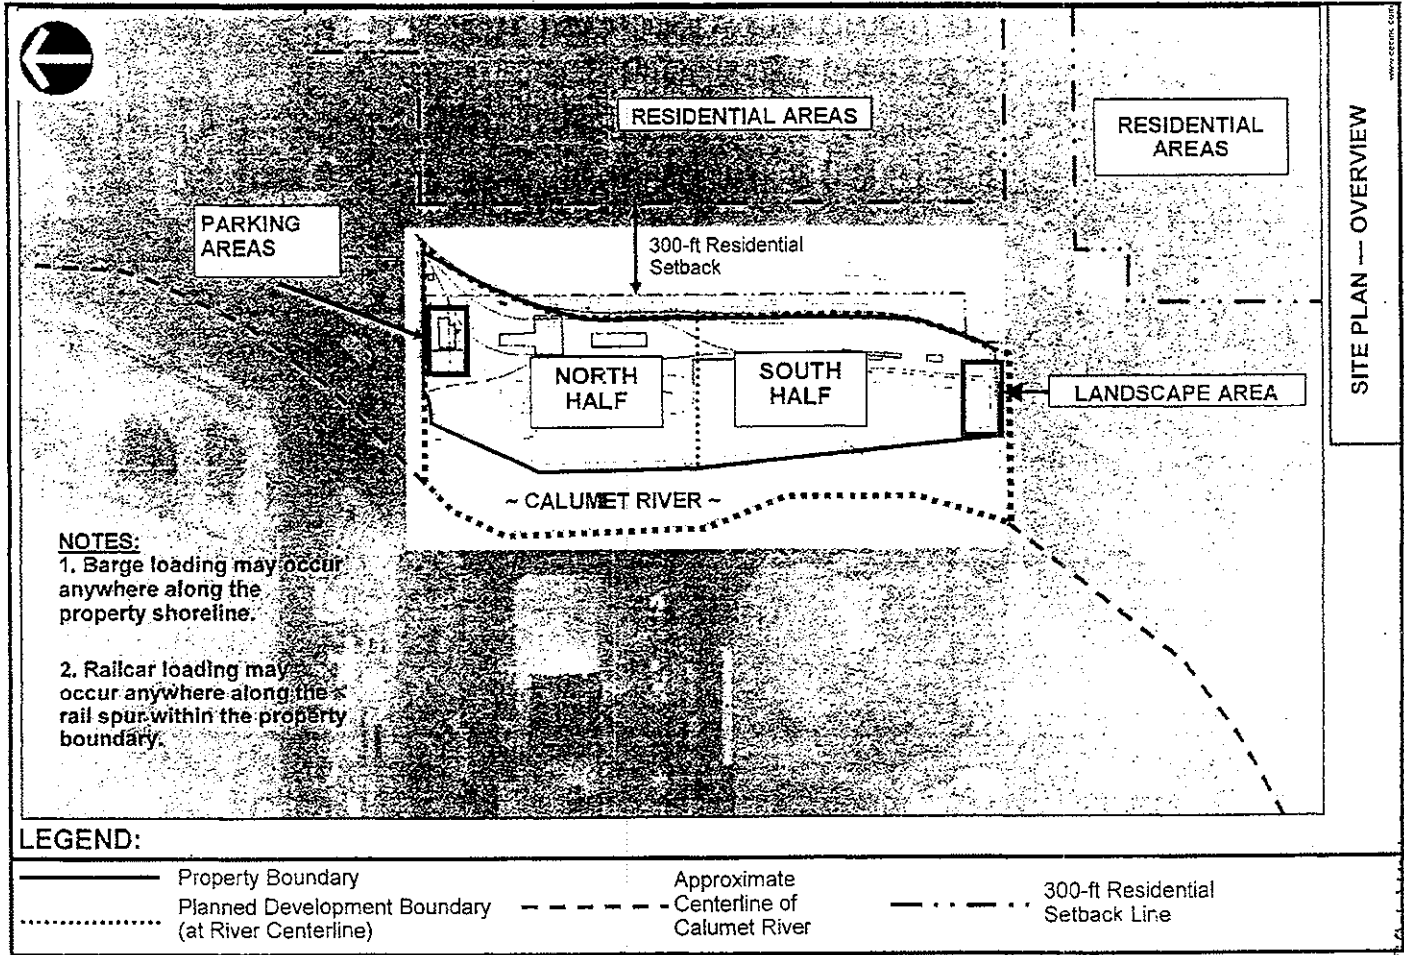 RESIDENTIAL AREAS
RESIDENTIAL
AREAS
PARKING
AREAS
300-ft Residential
Setback
NORTH
HALF
SOUTH
HALF
LANDSCAPE AREA
~ CALUMET RIVER ~
NOTES:
1. Barge loading may occur
anywhere along the
property shoreline.
2. Railcar loading may
occur anywhere along the
rail spur within the property
boundary.
SITE PLAN — OVERVIEW
LEGEND:
Property Boundary
Planned Development Boundary
(at River Centerline)
Approximate
Centerline of
Calumet River
300-ft Residential
Setback Line